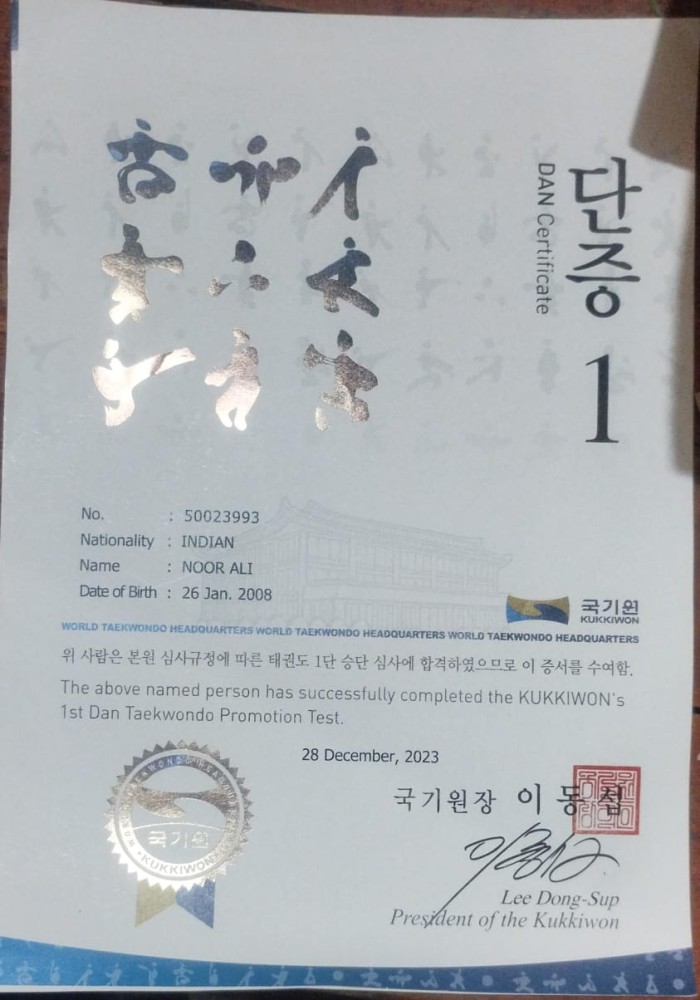 단증
DAN Certificate
1
No. : 50023993
Nationality : INDIAN
Name : NOOR ALI
Date of Birth : 26 Jan. 2008
국기원
KUKKIWON
WORLD TAEKWONDO HEADQUARTERS WORLD TAEKWONDO HEADQUARTERS WORLD TAEKWONDO HEADQUARTERS
위 사람은 본원 심사규정에 따른 태권도 1단 승단 심사에 합격하였으므로 이 증서를 수여함.
The above named person has successfully completed the KUKKIWON's
1st Dan Taekwondo Promotion Test.
28 December, 2023
국기원
KUKKIWON
국기원장 이동섭
Lee Dong-Sup
President of the Kukkiwon